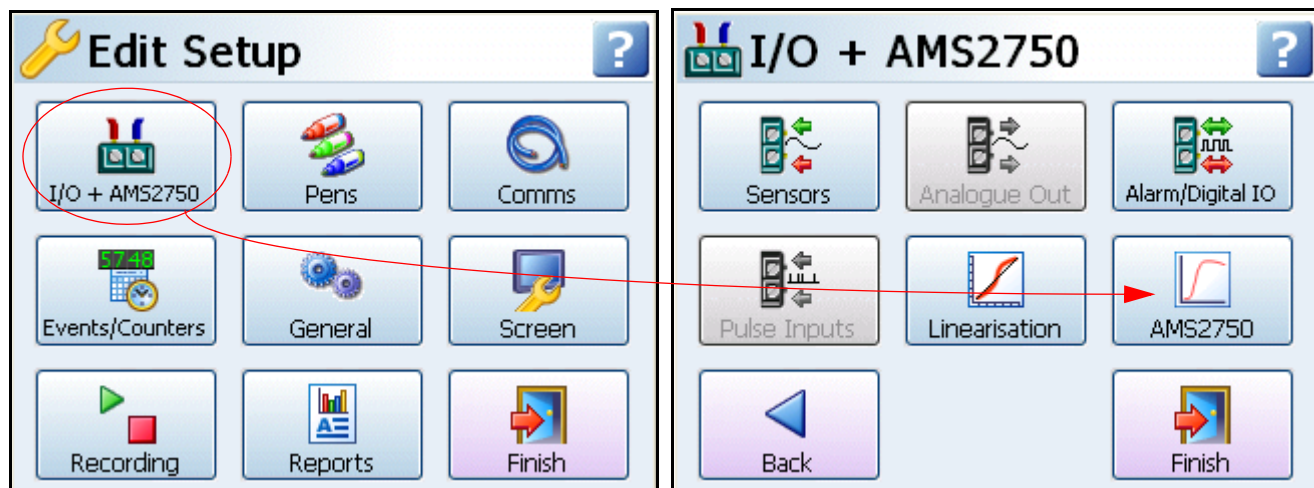 Edit Setup
?
I/O + AMS2750
Pens
Comms
5748
Events/Counters
General
Screen
Recording
A
Reports
Finish
I/O + AMS2750
?
Sensors
Analogue Out
Alarm/Digital IO
Pulse Inputs
Linearisation
AMS2750
Back
Finish